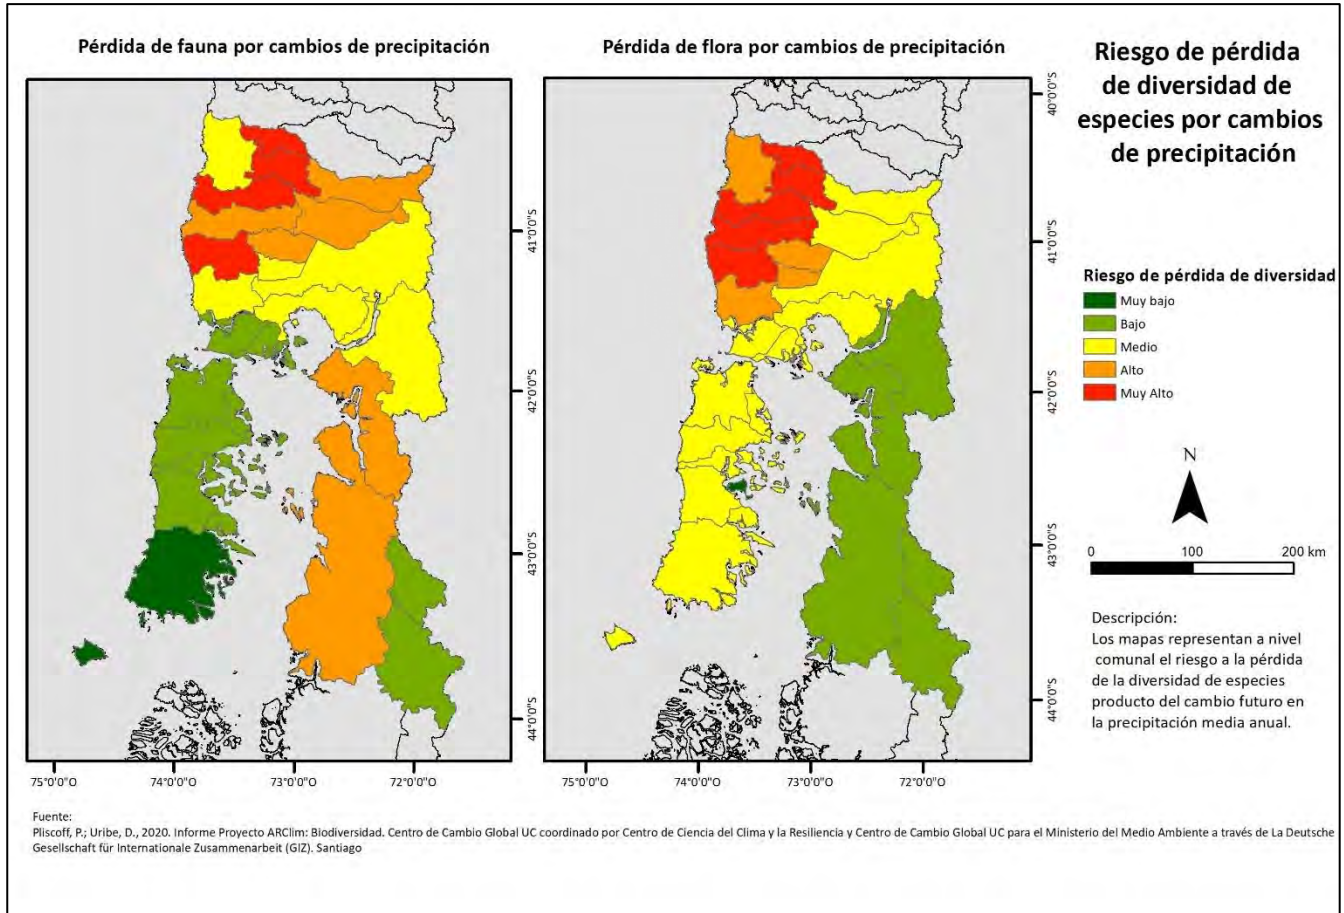 Pérdida de fauna por cambios de precipitación
Pérdida de flora por cambios de precipitación
Riesgo de pérdida
de diversidad de
especies por cambios
de precipitación
40°0'0"S
41°0'0"S
42°0'0"S
43°0'0"S
44°0'0"S
41°0'0"S
42°0'0"S
43°0'0"S
44°0'0"S
75°0'0"O 74°0'0"O 73°0'0"O 72°0'0"O
75°0'0"O 74°0'0"O 73°0'0"O 72°0'0"O
Riesgo de pérdida de diversidad
Muy bajo
Bajo
Medio
Alto
Muy Alto
N
0 100 200 km
Descripción:
Los mapas representan a nivel
comunal el riesgo a la pérdida
de la diversidad de especies
producto del cambio futuro en
la precipitación media anual.
Fuente:
Pliscoff, P.; Uribe, D., 2020. Informe Proyecto ARClim: Biodiversidad. Centro de Cambio Global UC coordinado por Centro de Ciencia del Clima y la Resiliencia y Centro de Cambio Global UC para el Ministerio del Medio Ambiente a través de La Deutsche
Gesellschaft für Internationale Zusammenarbeit (GIZ). Santiago